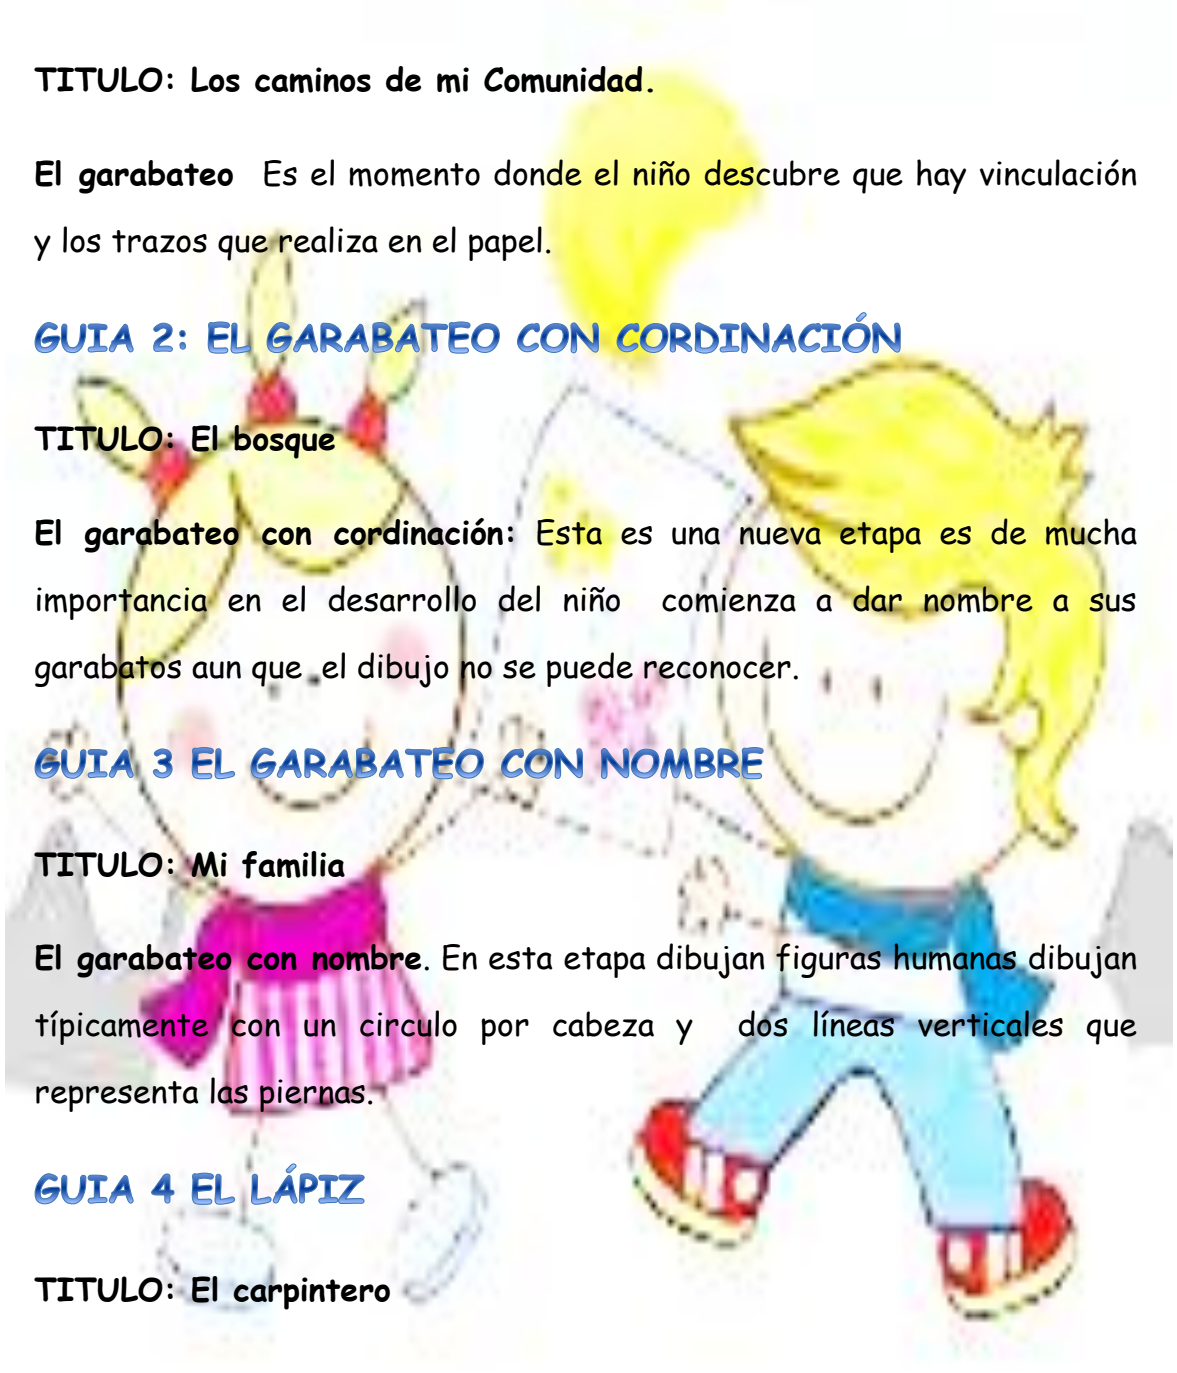 TITULO: Los caminos de mi Comunidad.
El garabateo Es el momento donde el niño descubre que hay vinculación
y los trazos que realiza en el papel.
GUIA 2: EL GARABATEO CON CORDINACIÓN
TITULO: El bosque
El garabateo con cordinación: Esta es una nueva etapa es de mucha
importancia en el desarrollo del niño comienza a dar nombre a sus
garabatos aun que el dibujo no se puede reconocer.
GUIA 3 EL GARABATEO CON NOMBRE
TITULO: Mi familia
El garabateo con nombre. En esta etapa dibujan figuras humanas dibujan
típicamente con un circulo por cabeza y dos líneas verticales que
representa las piernas.
GUIA 4 EL LÁPIZ
TITULO: El carpintero